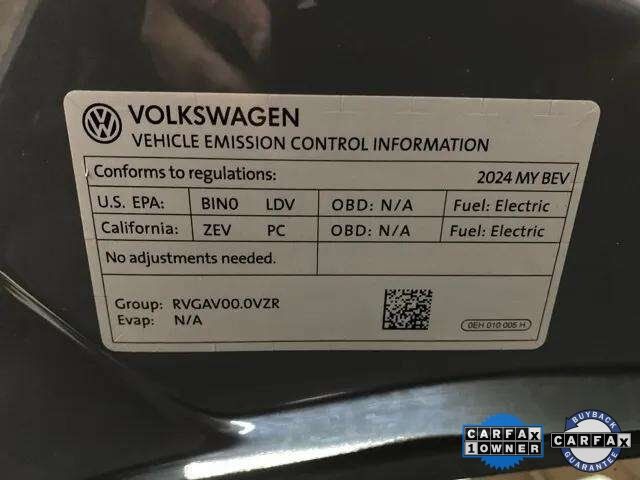 VOLKSWAGEN
VEHICLE EMISSION CONTROL INFORMATION
Conforms to regulations: 2024 MY BEV
U.S. EPA: BIN0 LDV OBD: N/A Fuel: Electric
California: ZEV PC OBD: N/A Fuel: Electric
No adjustments needed.
Group: RVGAV00.0VZR
Evap: N/A
0EH 010 006 H
CARFAX
1 OWNER
BUYBACK
CARFAX
GUARANTEE